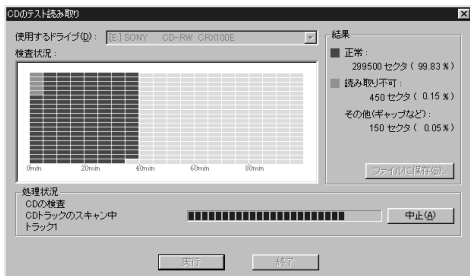 CDのテスト読み取り
使用するドライブ(D): [E:] SONY CD-RW CRX100E
検査状況:
0min 20min 40min 60min 80min
結果
正常:
299500 セクタ ( 99.83 %)
読み取り不可:
450 セクタ ( 0.15 %)
その他(ギャップなど):
150 セクタ ( 0.05%)
ファイルに保存(S)...
処理状況
CDの検査
CDトラックのスキャン中
トラック1
中止(A)
実行 終了